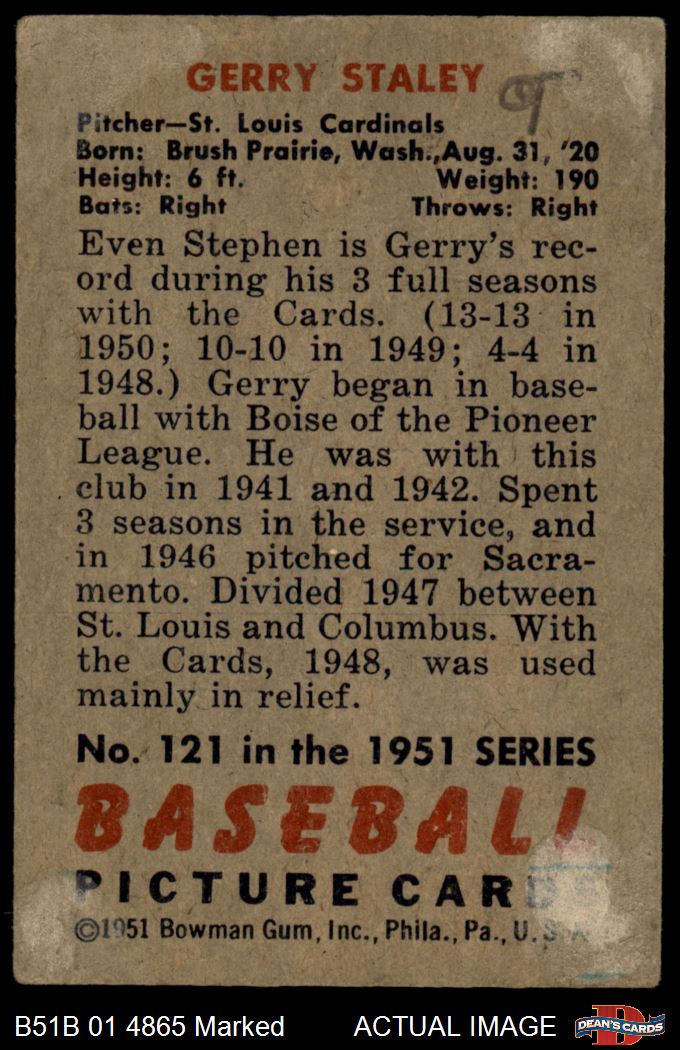 GERRY STALEY
Pitcher—St. Louis Cardinals
Born: Brush Prairie, Wash.,Aug. 31, '20
Height: 6 ft. Weight: 190
Bats: Right Throws: Right
Even Stephen is Gerry's rec-
ord during his 3 full seasons
with the Cards. (13-13 in
1950; 10-10 in 1949; 4-4 in
1948.) Gerry began in base-
ball with Boise of the Pioneer
League. He was with this
club in 1941 and 1942. Spent
3 seasons in the service, and
in 1946 pitched for Sacra-
mento. Divided 1947 between
St. Louis and Columbus. With
the Cards, 1948, was used
mainly in relief.
No. 121 in the 1951 SERIES
BASEBALL
PICTURE CARDS
©1951 Bowman Gum, Inc., Phila., Pa., U.S.A.
B51B 01 4865 Marked ACTUAL IMAGE DEAN'S CARDS